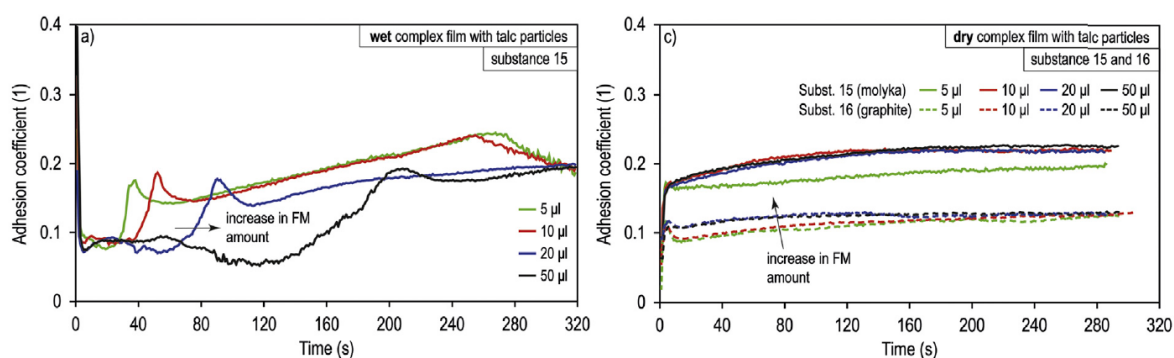 a)
wet complex film with talc particles
substance 15
Adhesion coefficient (1)
0.4
0.3
0.2
0.1
0
increase in FM
amount
5 µl
10 µl
20 µl
50 µl
0 40 80 120 160 200 240 280 320
Time (s)
c)
dry complex film with talc particles
substance 15 and 16
Subst. 15 (molyka) 5 µl 10 µl 20 µl 50 µl
Subst. 16 (graphite) 5 µl 10 µl 20 µl 50 µl
Adhesion coefficient (1)
0.4
0.3
0.2
0.1
0
increase in FM
amount
0 40 80 120 160 200 240 280 320
Time (s)